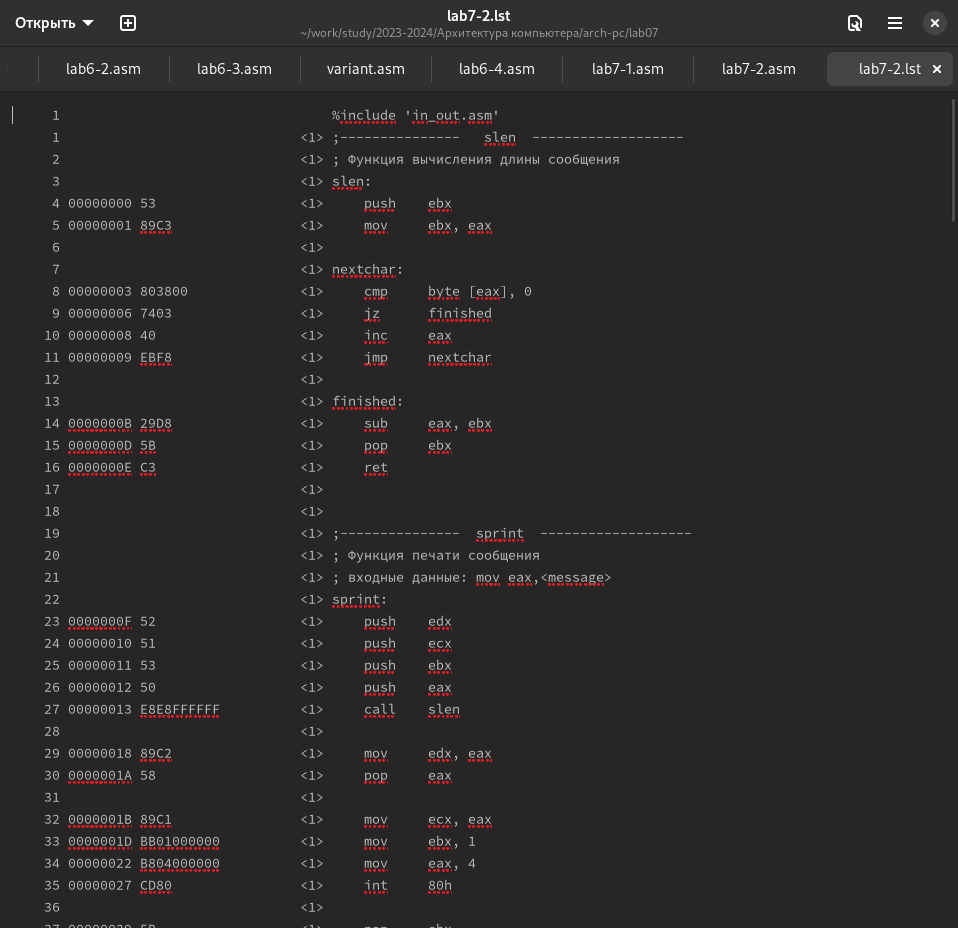 Открыть
lab7-2.lst
~/work/study/2023-2024/Архитектура компьютера/arch-pc/lab07
lab6-2.asm lab6-3.asm variant.asm lab6-4.asm lab7-1.asm lab7-2.asm lab7-2.lst
1 %include 'in_out.asm'
1 <1> ;--------------- slen -------------------
2 <1> ; Функция вычисления длины сообщения
3 <1> slen:
4 00000000 53 <1> push ebx
5 00000001 89C3 <1> mov ebx, eax
6 <1>
7 <1> nextchar:
8 00000003 803800 <1> cmp byte [eax], 0
9 00000006 7403 <1> jz finished
10 00000008 40 <1> inc eax
11 00000009 EBF8 <1> jmp nextchar
12 <1>
13 <1> finished:
14 0000000B 29D8 <1> sub eax, ebx
15 0000000D 5B <1> pop ebx
16 0000000E C3 <1> ret
17 <1>
18 <1>
19 <1> ;--------------- sprint -------------------
20 <1> ; Функция печати сообщения
21 <1> ; входные данные: mov eax,<message>
22 <1> sprint:
23 0000000F 52 <1> push edx
24 00000010 51 <1> push ecx
25 00000011 53 <1> push ebx
26 00000012 50 <1> push eax
27 00000013 E8E8FFFFFF <1> call slen
28 <1>
29 00000018 89C2 <1> mov edx, eax
30 0000001A 58 <1> pop eax
31 <1>
32 0000001B 89C1 <1> mov ecx, eax
33 0000001D BB01000000 <1> mov ebx, 1
34 00000022 B804000000 <1> mov eax, 4
35 00000027 CD80 <1> int 80h
36 <1>